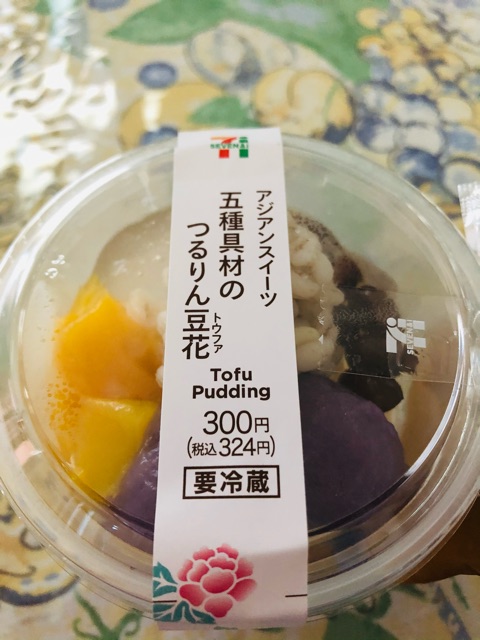 SEVEN&i
アジアンスイーツ
五種具材の
つるりん豆花
トウファ
Tofu
Pudding
300円
(税込324円)
要冷蔵
SEVEN&i